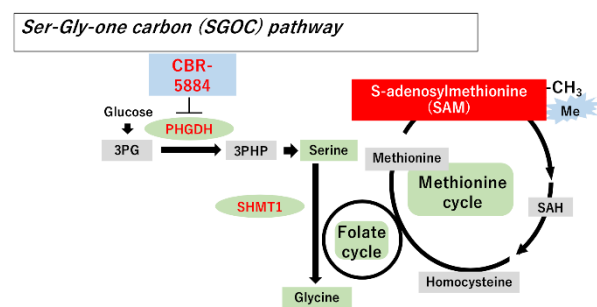 Ser-Gly-one carbon (SGOC) pathway
CBR-
5884
Glucose
PHGDH
3PG
3PHP
Serine
SHMT1
Glycine
Folate
cycle
S-adenosylmethionine
(SAM)
-CH3
Me
Methionine
Methionine
cycle
SAH
Homocysteine